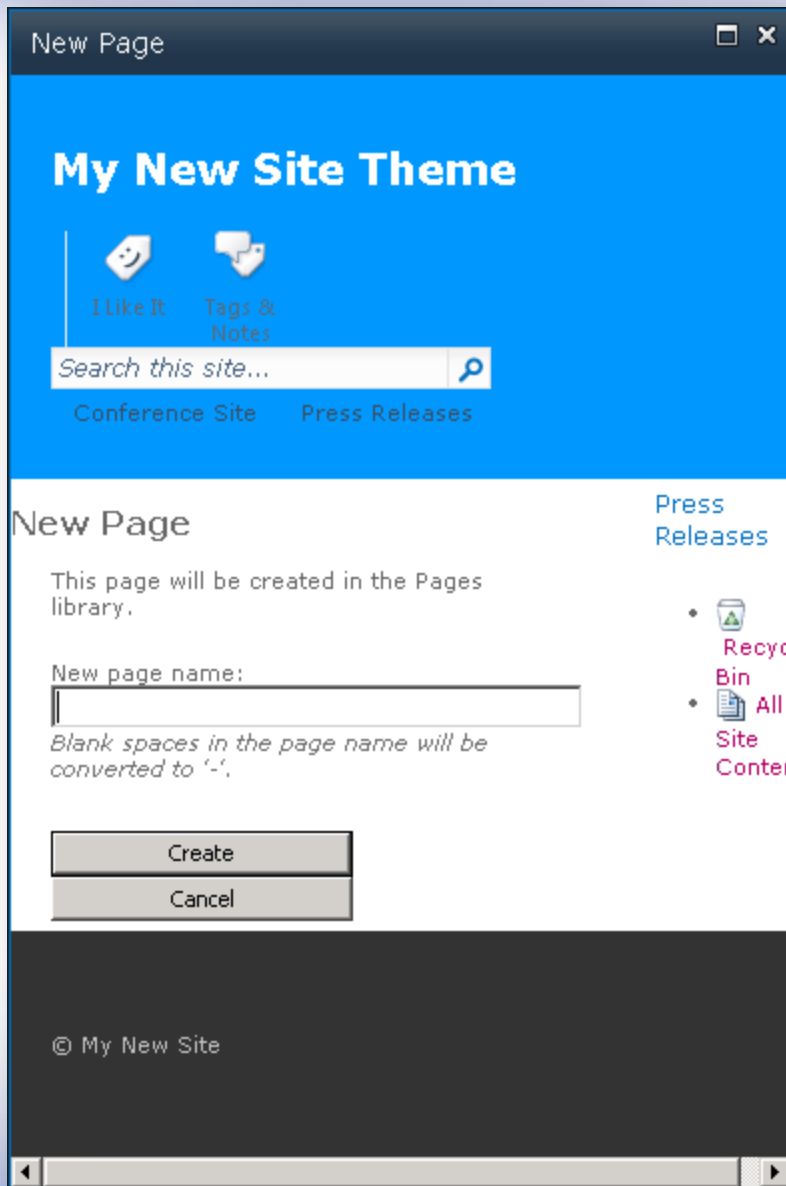 New Page
My New Site Theme
I Like It
Tags &
Notes
Search this site...
Conference Site
Press Releases
New Page
This page will be created in the Pages
library.
New page name:
Blank spaces in the page name will be
converted to '-'.
Create
Cancel
Press
Releases
Bin
All
Site
© My New Site